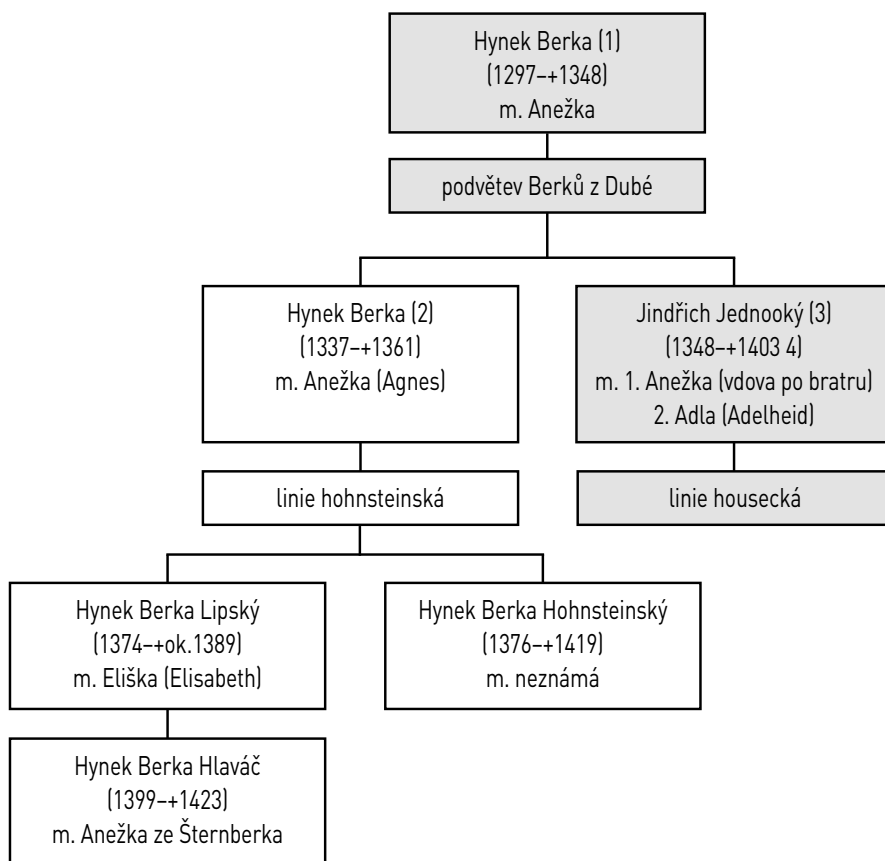 Hynek Berka (1)
(1297–+1348)
m. Anežka
podvětev Berků z Dubé
Hynek Berka (2)
(1337–+1361)
m. Anežka (Agnes)
Jindřich Jednooký (3)
(1348–+1403 4)
m. 1. Anežka (vdova po bratru)
2. Adla (Adelheid)
linie hohnsteinská
linie housecká
Hynek Berka Lipský
(1374–+ok.1389)
m. Eliška (Elisabeth)
Hynek Berka Hohnsteinský
(1376–+1419)
m. neznámá
Hynek Berka Hlaváč
(1399–+1423)
m. Anežka ze Šternberka